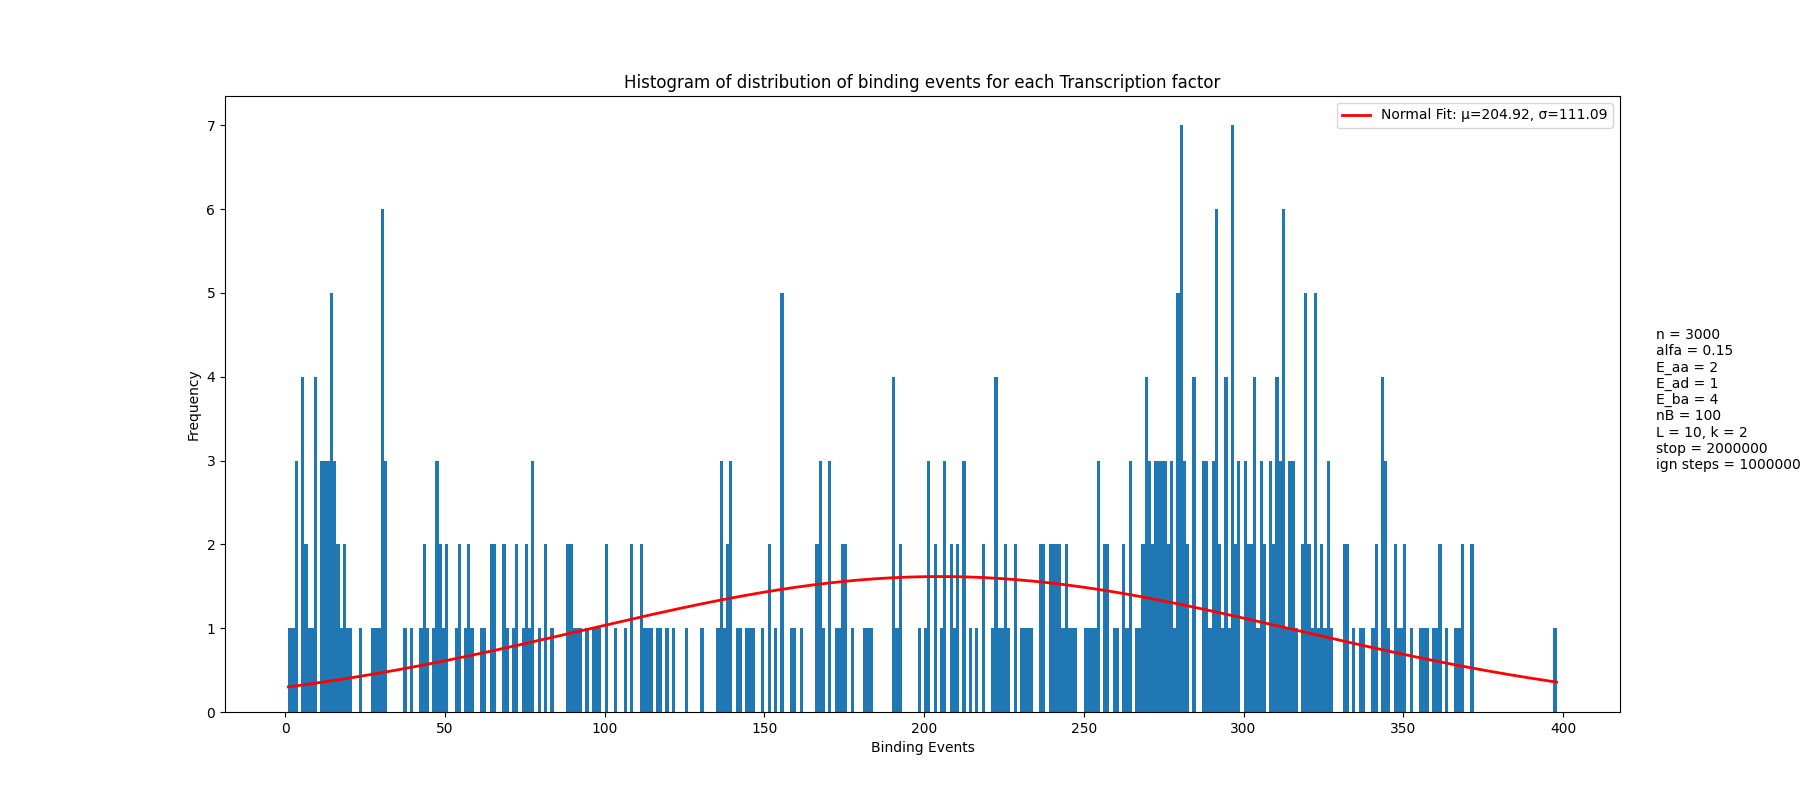 Histogram of distribution of binding events for each Transcription factor
Normal Fit: μ=204.92, σ=111.09
7
6
5
4
3
2
1
0
Frequency
0 50 100 150 200 250 300 350 400
Binding Events
n = 3000
alfa = 0.15
E_aa = 2
E_ad = 1
E_ba = 4
nB = 100
L = 10, k = 2
stop = 2000000
ign steps = 1000000